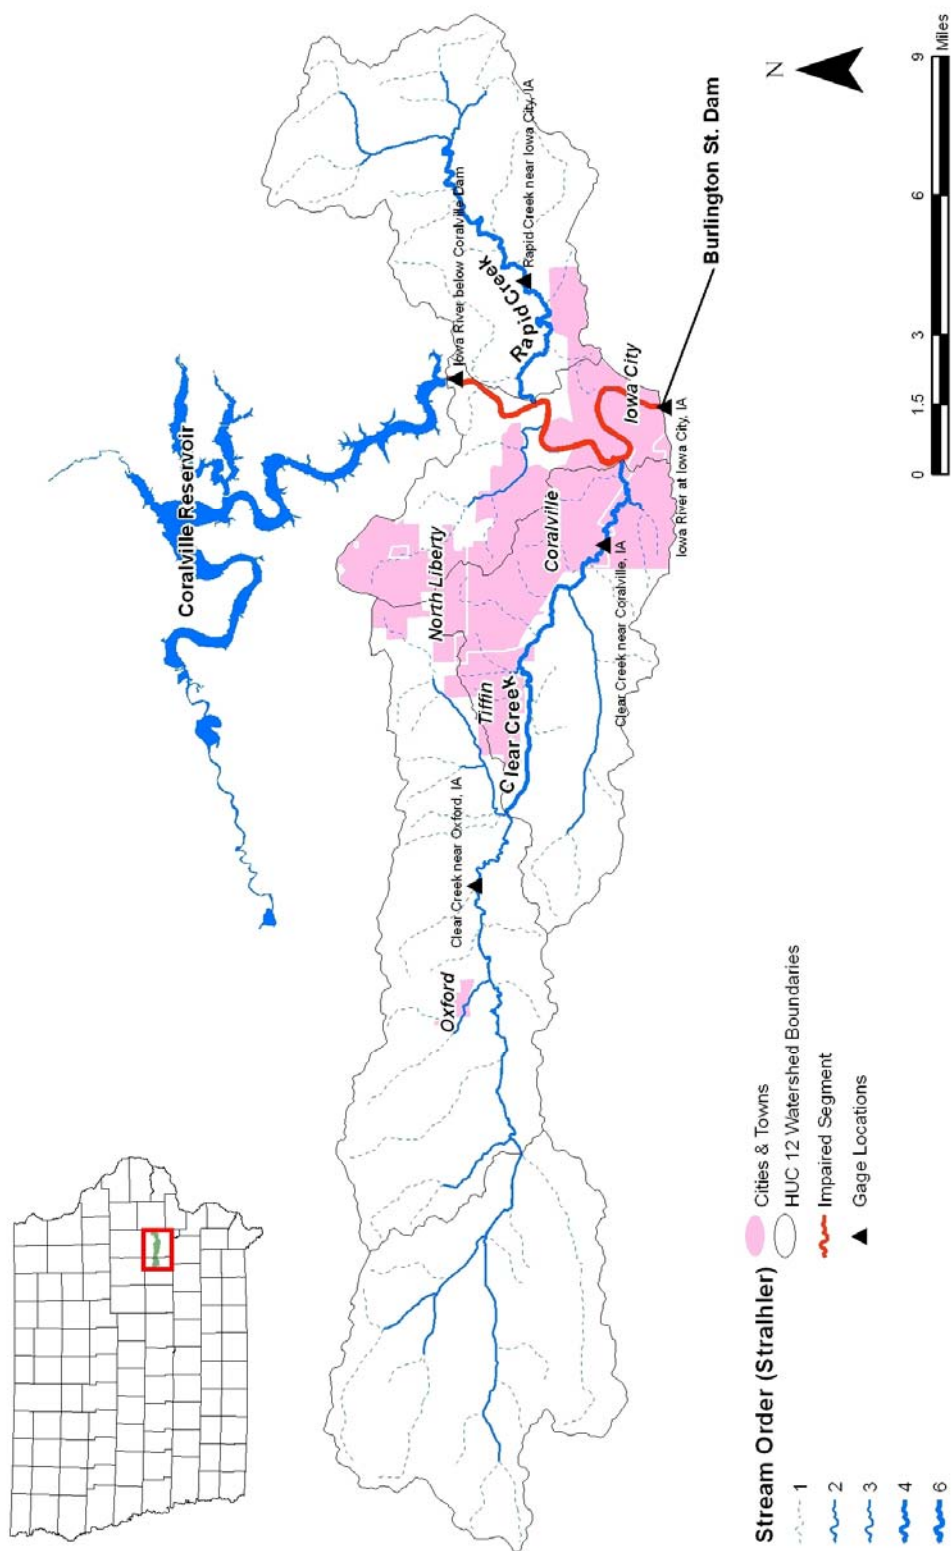 Coralville Reservoir
Iowa River below Coralville Dam
Rapid Creek near Iowa City, IA
Rapid Creek
North Liberty
Tiffin
Coralville
Iowa City
Clear Creek
Clear Creek near Oxford, IA
Oxford
Clear Creek near Coralville, IA
Iowa River at Iowa City, IA
Burlington St. Dam
Stream Order (Stralhler)
1
2
3
4
6
Cities & Towns
HUC 12 Watershed Boundaries
Impaired Segment
Gage Locations
N
0 1.5 3 6 9
Miles